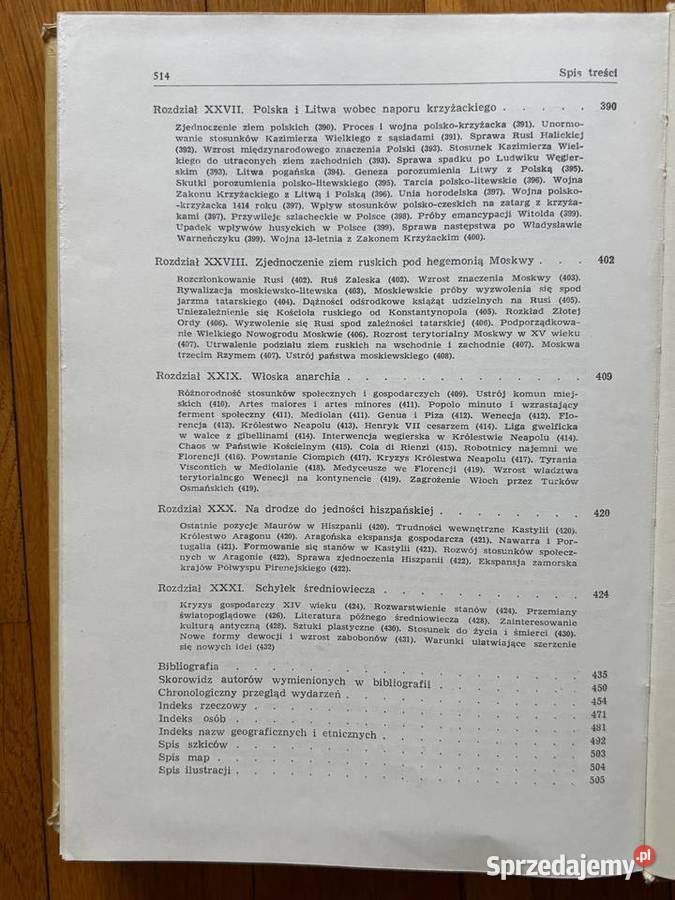 514 Spis treści
Rozdział XXVII. Polska i Litwa wobec naporu krzyżackiego . . . . . 390
Zjednoczenie ziem polskich (390). Proces i wojna polsko-krzyżacka (391). Unormo-
wanie stosunków Kazimierza Wielkiego z sąsiadami (391). Sprawa Rusi Halickiej
(392). Wzrost międzynarodowego znaczenia Polski (393). Stosunek Kazimierza Wiel-
kiego do utraconych ziem zachodnich (393). Sprawa spadku po Ludwiku Węgier-
skim (393). Litwa pogańska (394). Geneza porozumienia Litwy z Polską (395).
Skutki porozumienia polsko-litewskiego (395). Tarcia polsko-litewskie (396). Wojna
Zakonu Krzyżackiego z Litwą i Polską (396). Unia horodelska (397). Wojna polsko-
-krzyżacka 1414 roku (397). Wpływ stosunków polsko-czeskich na zatarg z krzyża-
kami (397). Przywileje szlacheckie w Polsce (398). Próby emancypacji Witolda (399).
Upadek wpływów husyckich w Polsce (399). Sprawa następstwa po Władysławie
Warneńczyku (399). Wojna 13-letnia z Zakonem Krzyżackim (400).
Rozdział XXVIII. Zjednoczenie ziem ruskich pod hegemonią Moskwy . . . 402
Rozczłonkowanie Rusi (402). Ruś Zaleska (403). Wzrost znaczenia Moskwy (403).
Rywalizacja moskiewsko-litewska (403). Moskiewskie próby wyzwolenia się spod
jarzma tatarskiego (404). Dążności odśrodkowe książąt udzielnych na Rusi (405).
Uniezależnienie się Kościoła ruskiego od Konstantynopola (405). Rozkład Złotej
Ordy (406). Wyzwolenie się Rusi spod zależności tatarskiej (406). Podporządkowa-
nie Wielkiego Nowogrodu Moskwie (406). Rozrost terytorialny Moskwy w XV wieku
(407). Utrwalenie podziału ziem ruskich na wschodnie i zachodnie (407). Moskwa
trzecim Rzymem (407). Ustrój państwa moskiewskiego (408).
Rozdział XXIX. Włoska anarchia . . . . . . . . . . . . . 409
Różnorodność stosunków społecznych i gospodarczych (409). Ustrój komun miej-
skich (410). Artes maiores i artes minores (411). Popolo minuto i wzrastający
ferment społeczny (411). Mediolan (411). Genua i Piza (412). Wenecja (412). Flo-
rencja (413). Królestwo Neapolu (413). Henryk VII cesarzem (414). Liga gwelficka
w walce z gibellinami (414). Interwencja węgierska w Królestwie Neapolu (414).
Chaos w Państwie Kościelnym (415). Cola di Rienzi (415). Robotnicy najemni we
Florencji (416). Powstanie Ciompich (417). Kryzys Królestwa Neapolu (417). Tyrania
Viscontich w Mediolanie (418). Medyceusze we Florencji (419). Wzrost władztwa
terytorialnego Wenecji na kontynencie (419). Zagrożenie Włoch przez Turków
Osmańskich (419).
Rozdział XXX. Na drodze do jedności hiszpańskiej . . . . . . . 420
Ostatnie pozycje Maurów w Hiszpanii (420). Trudności wewnętrzne Kastylii (420).
Królestwo Aragonu (420). Aragońska ekspansja gospodarcza (421). Nawarra i Por-
tugalia (421). Formowanie się stanów w Kastylii (421). Rozwój stosunków społecz-
nych w Aragonie (422). Sprawa zjednoczenia Hiszpanii (422). Ekspansja zamorska
krajów Półwyspu Pirenejskiego (422).
Rozdział XXXI. Schyłek średniowiecza . . . . . . . . . . . 424
Kryzys gospodarczy XIV wieku (424). Rozwarstwienie stanów (424). Przemiany
światopoglądowe (426). Literatura późnego średniowiecza (428). Zainteresowanie
kulturą antyczną (428). Sztuki plastyczne (430). Stosunek do życia i śmierci (430).
Nowe formy dewocji i wzrost zabobonów (431). Warunki ułatwiające szerzenie
się nowych idei (432)
Bibliografia . . . . . . . . . . . . . . . . 435
Skorowidz autorów wymienionych w bibliografii . . . . . . . . 450
Chronologiczny przegląd wydarzeń . . . . . . . . . . . 454
Indeks rzeczowy . . . . . . . . . . . . . . . 471
Indeks osób . . . . . . . . . . . . . . . . 481
Indeks nazw geograficznych i etnicznych . . . . . . . . . . 492
Spis szkiców . . . . . . . . . . . . . . . . 503
Spis map . . . . . . . . . . . . . . . . . 504
Spis ilustracji . . . . . . . . . . . . . . . . 505
Sprzedajemy.pl